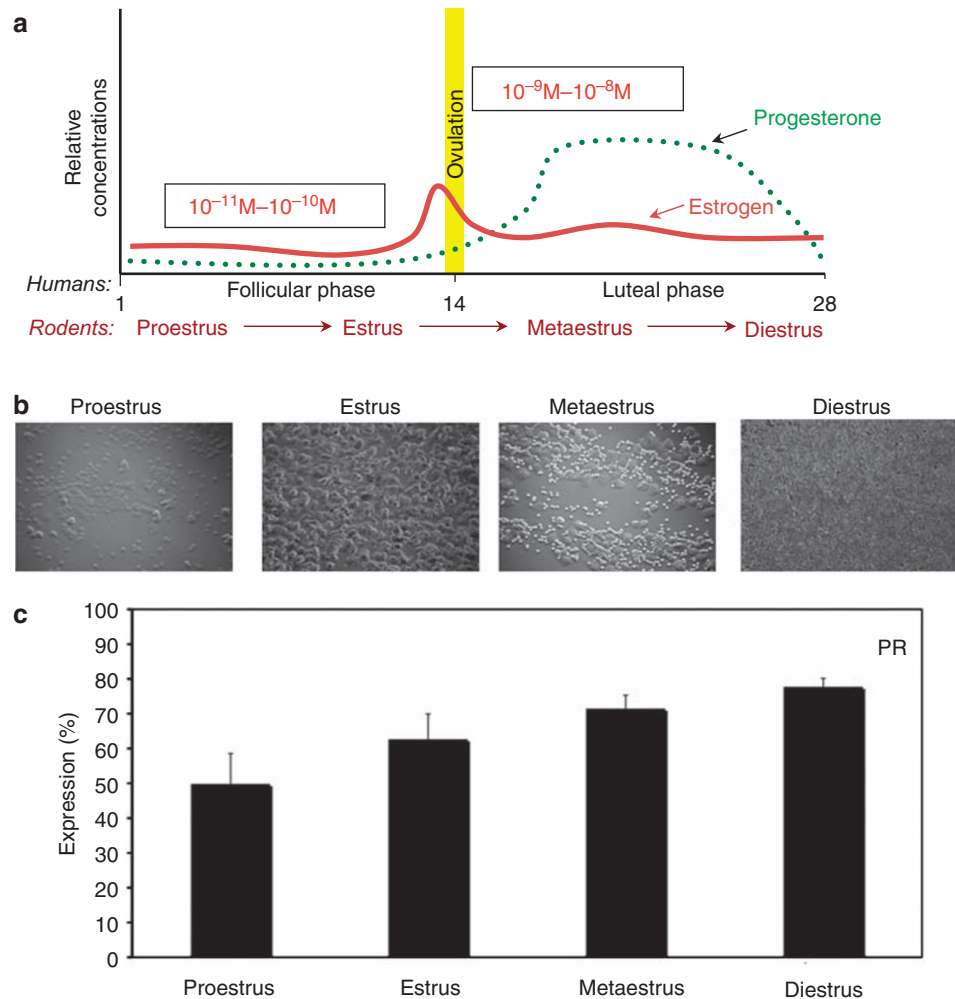 a
Relative
concentrations
10⁻⁹M–10⁻⁸M
Ovulation
Progesterone
10⁻¹¹M–10⁻¹⁰M
Estrogen
Humans:
Follicular phase
Luteal phase
1
14
28
Rodents: Proestrus Estrus Metaestrus Diestrus
b
Proestrus Estrus Metaestrus Diestrus
c
100
90
80
70
60
50
40
30
20
10
0
Expression (%)
PR
Proestrus Estrus Metaestrus Diestrus